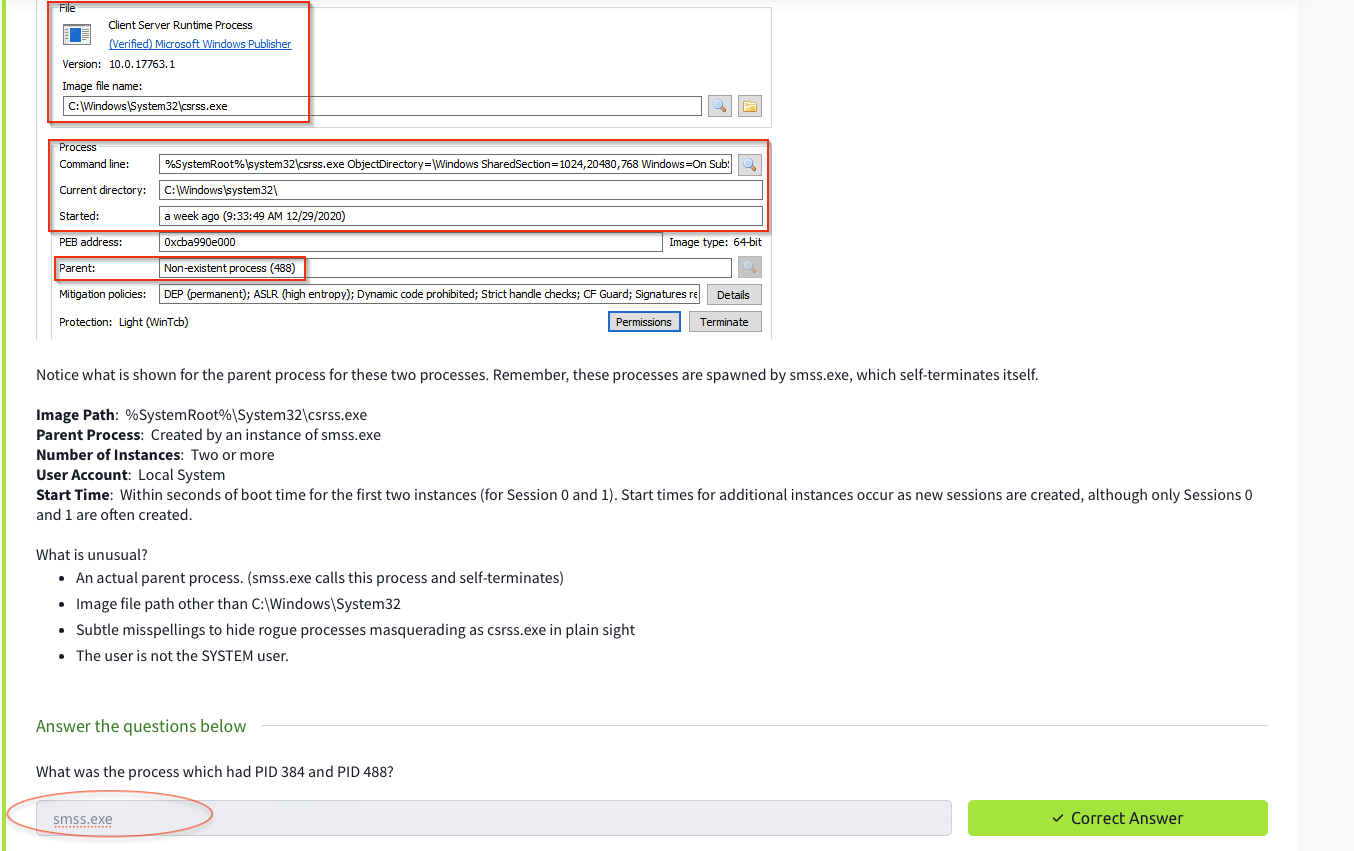 File
Client Server Runtime Process
(Verified) Microsoft Windows Publisher
Version: 10.0.17763.1
Image file name:
C:\Windows\System32\csrss.exe
Process
Command line: %SystemRoot%\system32\csrss.exe ObjectDirectory=\Windows SharedSection=1024,20480,768 Windows=On Sub
Current directory: C:\Windows\system32\
Started: a week ago (9:33:49 AM 12/29/2020)
PEB address: 0xcba990e000 Image type: 64-bit
Parent: Non-existent process (488)
Mitigation policies: DEP (permanent); ASLR (high entropy); Dynamic code prohibited; Strict handle checks; CF Guard; Signatures re Details
Protection: Light (WinTcb) Permissions Terminate
Notice what is shown for the parent process for these two processes. Remember, these processes are spawned by smss.exe, which self-terminates itself.
Image Path: %SystemRoot%\System32\csrss.exe
Parent Process: Created by an instance of smss.exe
Number of Instances: Two or more
User Account: Local System
Start Time: Within seconds of boot time for the first two instances (for Session 0 and 1). Start times for additional instances occur as new sessions are created, although only Sessions 0
and 1 are often created.
What is unusual?
• An actual parent process. (smss.exe calls this process and self-terminates)
• Image file path other than C:\Windows\System32
• Subtle misspellings to hide rogue processes masquerading as csrss.exe in plain sight
• The user is not the SYSTEM user.
Answer the questions below
What was the process which had PID 384 and PID 488?
smss.exe ✓ Correct Answer